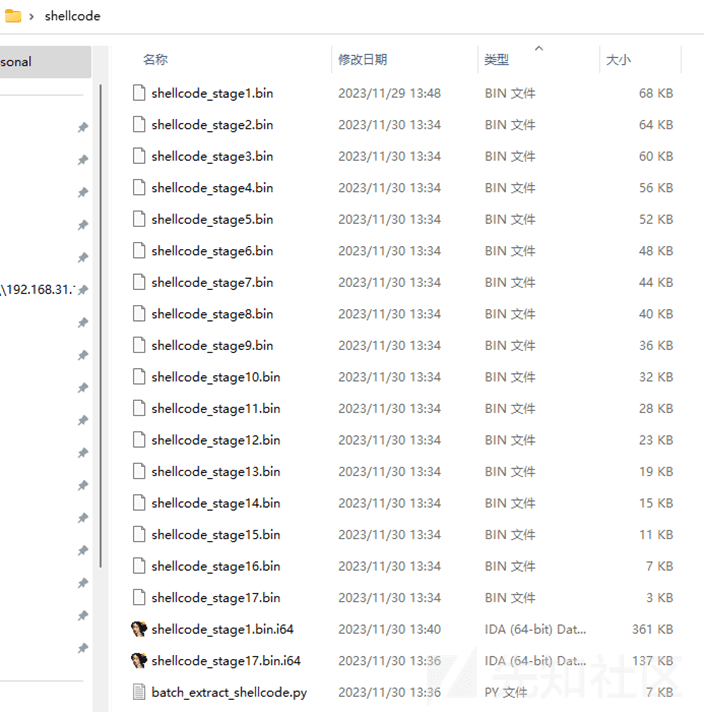 shellcode
sonal
名称 修改日期 类型 大小
shellcode_stage1.bin 2023/11/29 13:48 BIN 文件 68 KB
shellcode_stage2.bin 2023/11/30 13:34 BIN 文件 64 KB
shellcode_stage3.bin 2023/11/30 13:34 BIN 文件 60 KB
shellcode_stage4.bin 2023/11/30 13:34 BIN 文件 56 KB
shellcode_stage5.bin 2023/11/30 13:34 BIN 文件 52 KB
shellcode_stage6.bin 2023/11/30 13:34 BIN 文件 48 KB
shellcode_stage7.bin 2023/11/30 13:34 BIN 文件 44 KB
shellcode_stage8.bin 2023/11/30 13:34 BIN 文件 40 KB
\\192.168.31.
shellcode_stage9.bin 2023/11/30 13:34 BIN 文件 36 KB
shellcode_stage10.bin 2023/11/30 13:34 BIN 文件 32 KB
shellcode_stage11.bin 2023/11/30 13:34 BIN 文件 28 KB
shellcode_stage12.bin 2023/11/30 13:34 BIN 文件 23 KB
shellcode_stage13.bin 2023/11/30 13:34 BIN 文件 19 KB
shellcode_stage14.bin 2023/11/30 13:34 BIN 文件 15 KB
shellcode_stage15.bin 2023/11/30 13:34 BIN 文件 11 KB
shellcode_stage16.bin 2023/11/30 13:34 BIN 文件 7 KB
shellcode_stage17.bin 2023/11/30 13:34 BIN 文件 3 KB
shellcode_stage1.bin.i64 2023/11/30 13:40 IDA (64-bit) Dat... 361 KB
shellcode_stage17.bin.i64 2023/11/30 13:36 IDA (64-bit) Dat... 137 KB
batch_extract_shellcode.py 2023/11/30 13:36 PY 文件 7 KB
先知社区